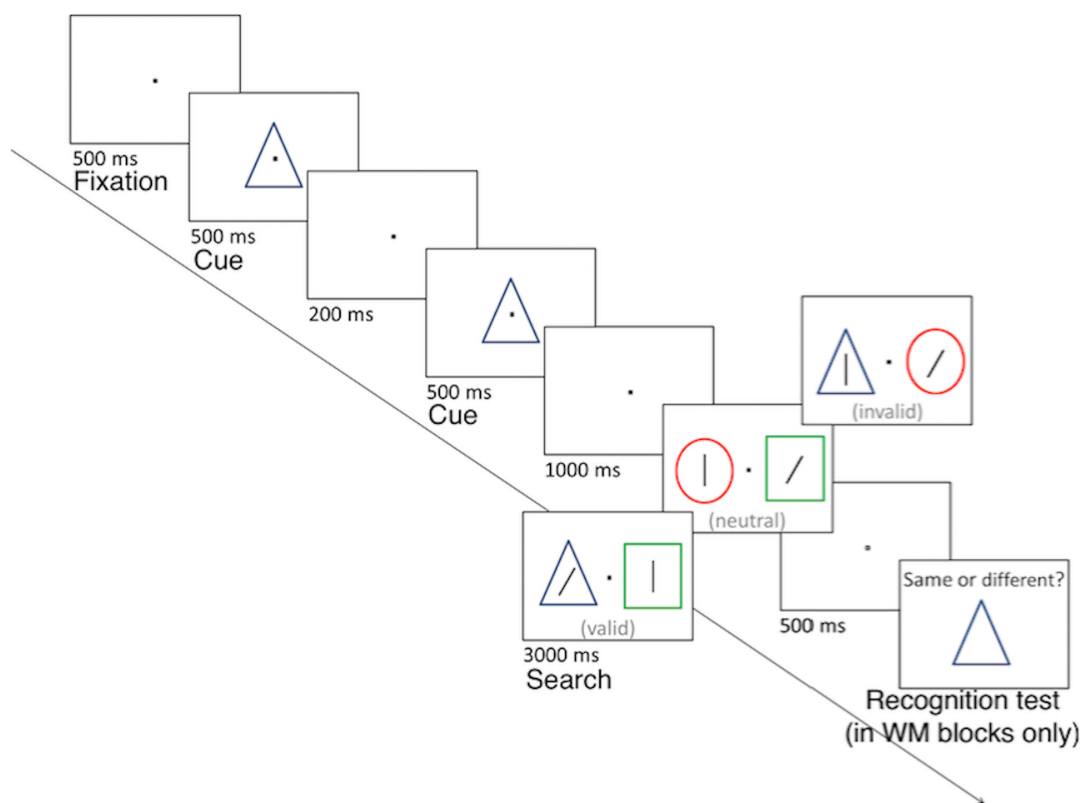 500 ms
Fixation
500 ms
Cue
200 ms
500 ms
Cue
1000 ms
(invalid)
(neutral)
(valid)
3000 ms
Search
500 ms
Same or different?
Recognition test
(in WM blocks only)